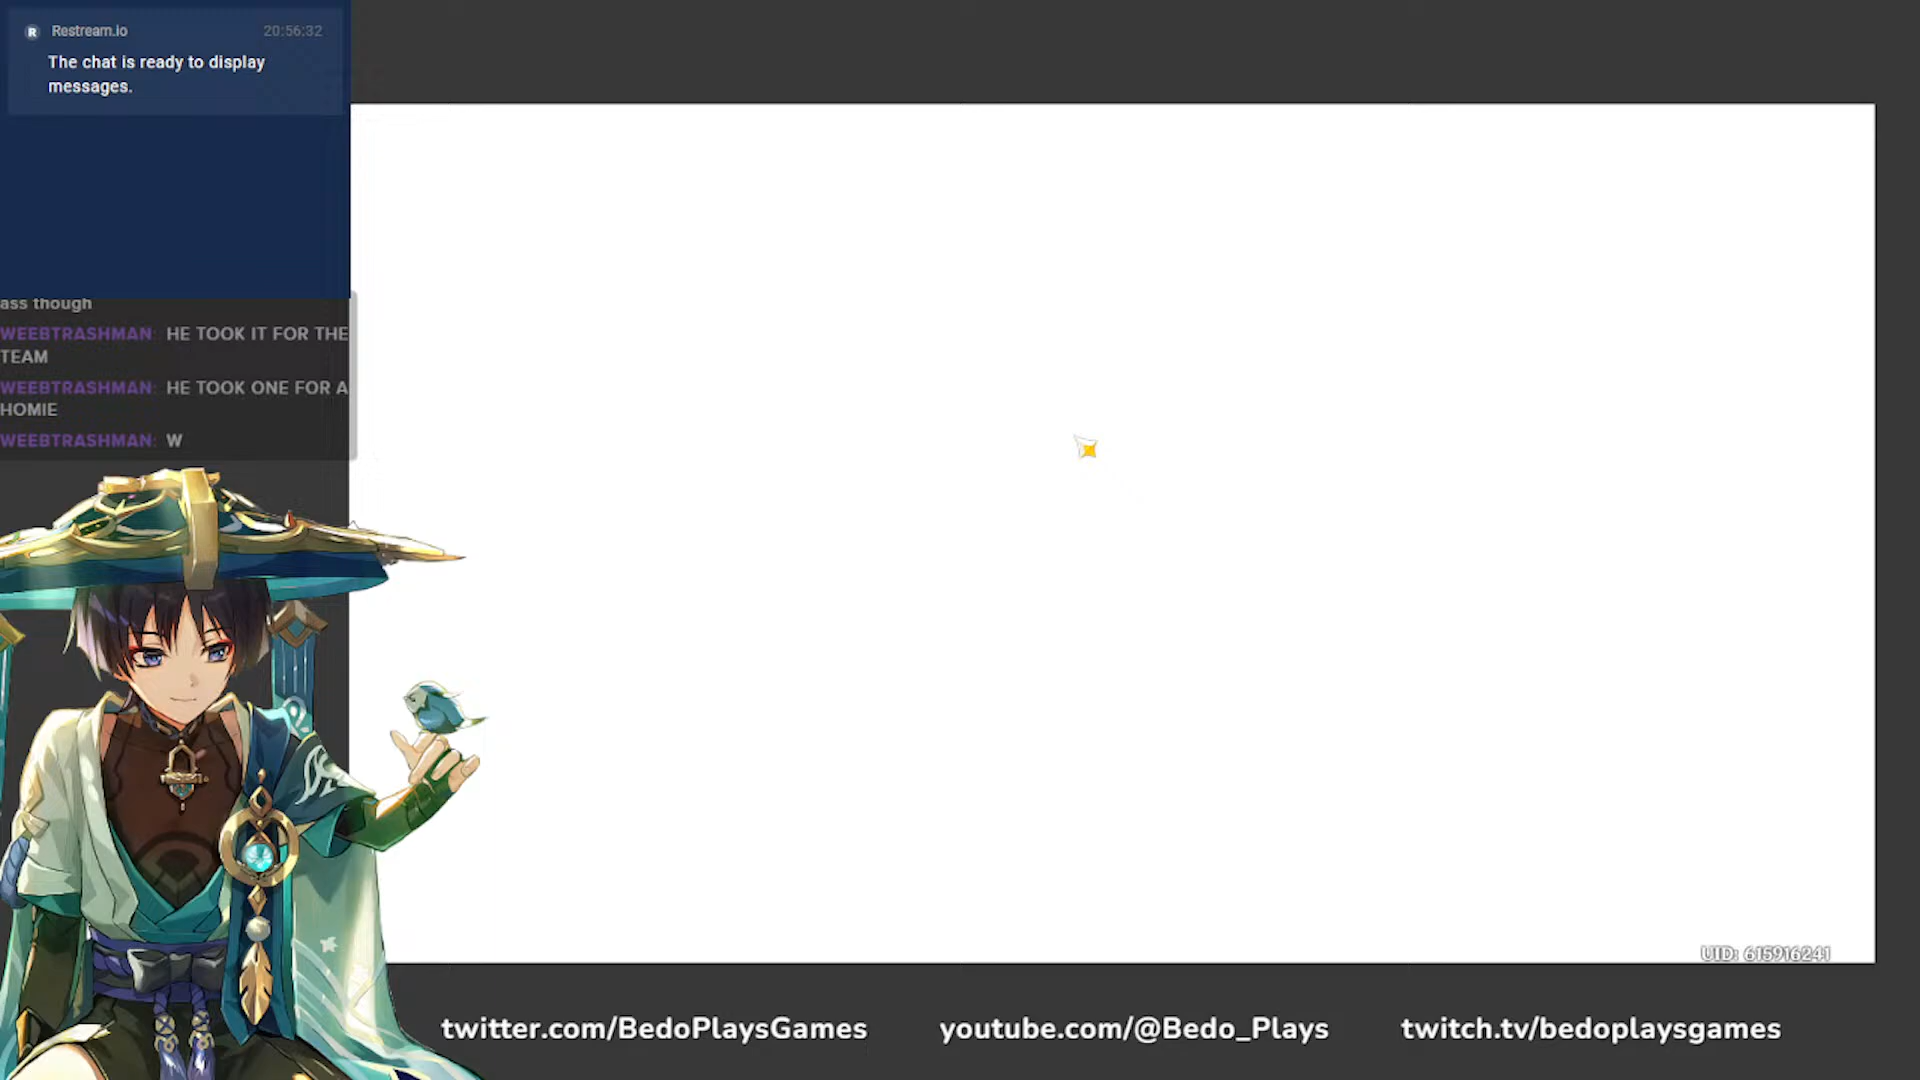 R Restream.io 20:56:32
The chat is ready to display
messages.
ass though
WEEBTRASHMAN: HE TOOK IT FOR THE
TEAM
WEEBTRASHMAN: HE TOOK ONE FOR A
HOMIE
WEEBTRASHMAN: W
UID: 615916241
twitter.com/BedoPlaysGames youtube.com/@Bedo_Plays twitch.tv/bedoplaysgames